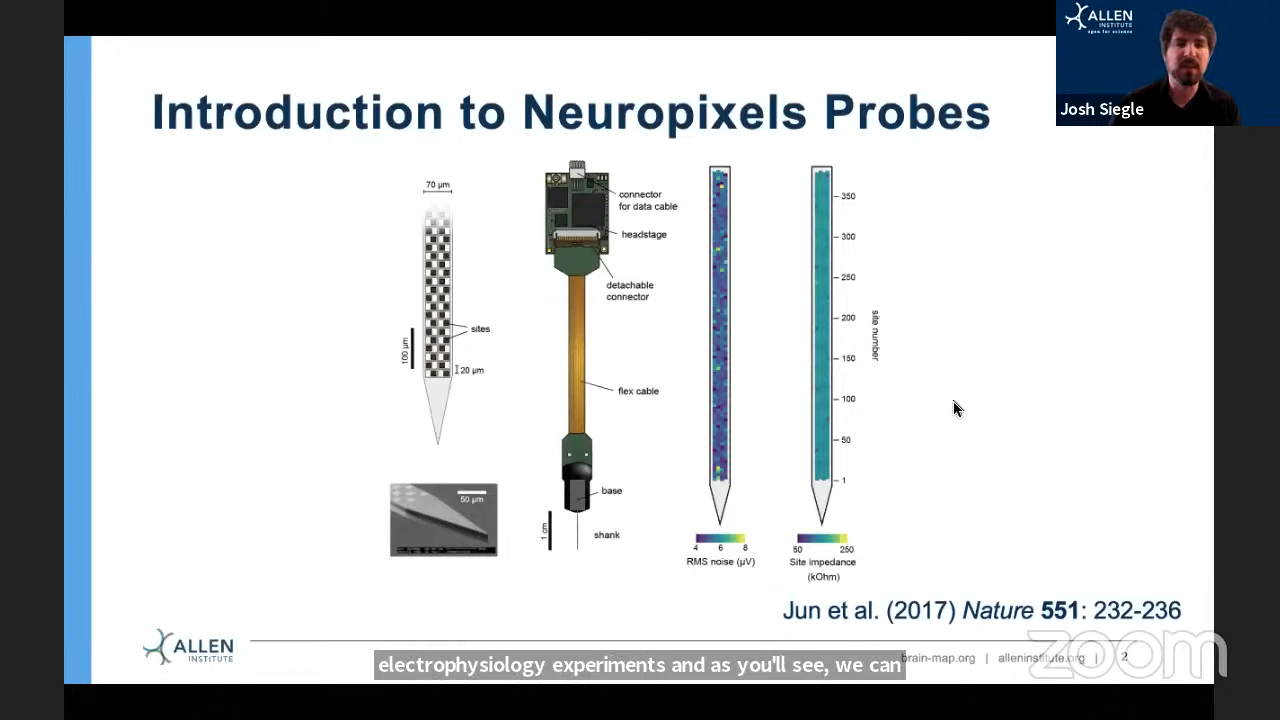 ALLEN
INSTITUTE
open for science
Josh Siegle
Introduction to Neuropixels Probes
70 µm
sites
100 µm
20 µm
50 µm
connector
for data cable
headstage
detachable
connector
flex cable
base
1 cm
shank
4 6 8
RMS noise (µV)
350
300
250
200
150
100
50
1
site number
50 250
Site impedance
(kOhm)
Jun et al. (2017) Nature 551: 232-236
ALLEN
INSTITUTE
electrophysiology experiments and as you'll see, we can
brain-map.org | alleninstitute.org | 2
zoom